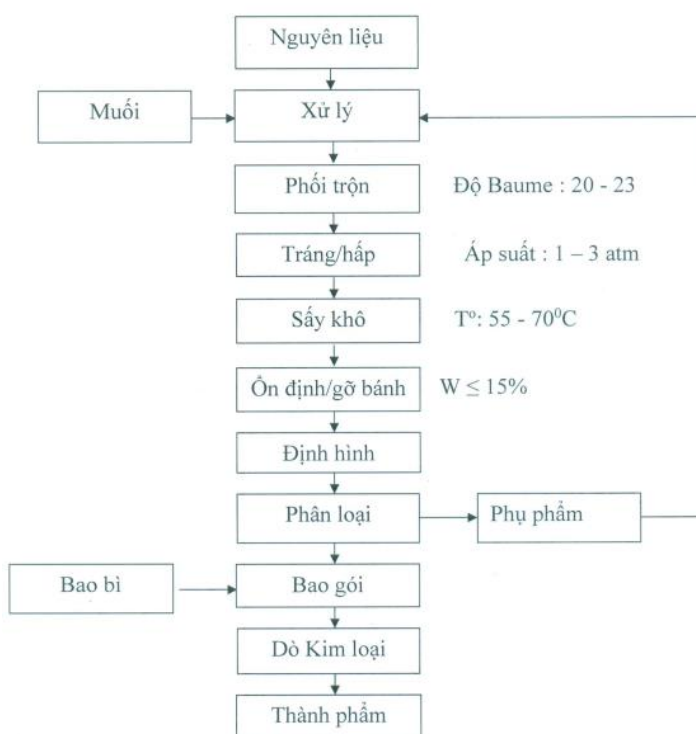 Nguyên liệu
Muối
Xử lý
Phối trộn
Độ Baume : 20 - 23
Tráng/hấp
Áp suất : 1 – 3 atm
Sấy khô
Tº: 55 - 70⁰C
Ổn định/gỡ bánh
W ≤ 15%
Định hình
Phân loại
Phụ phẩm
Bao bì
Bao gói
Dò Kim loại
Thành phẩm